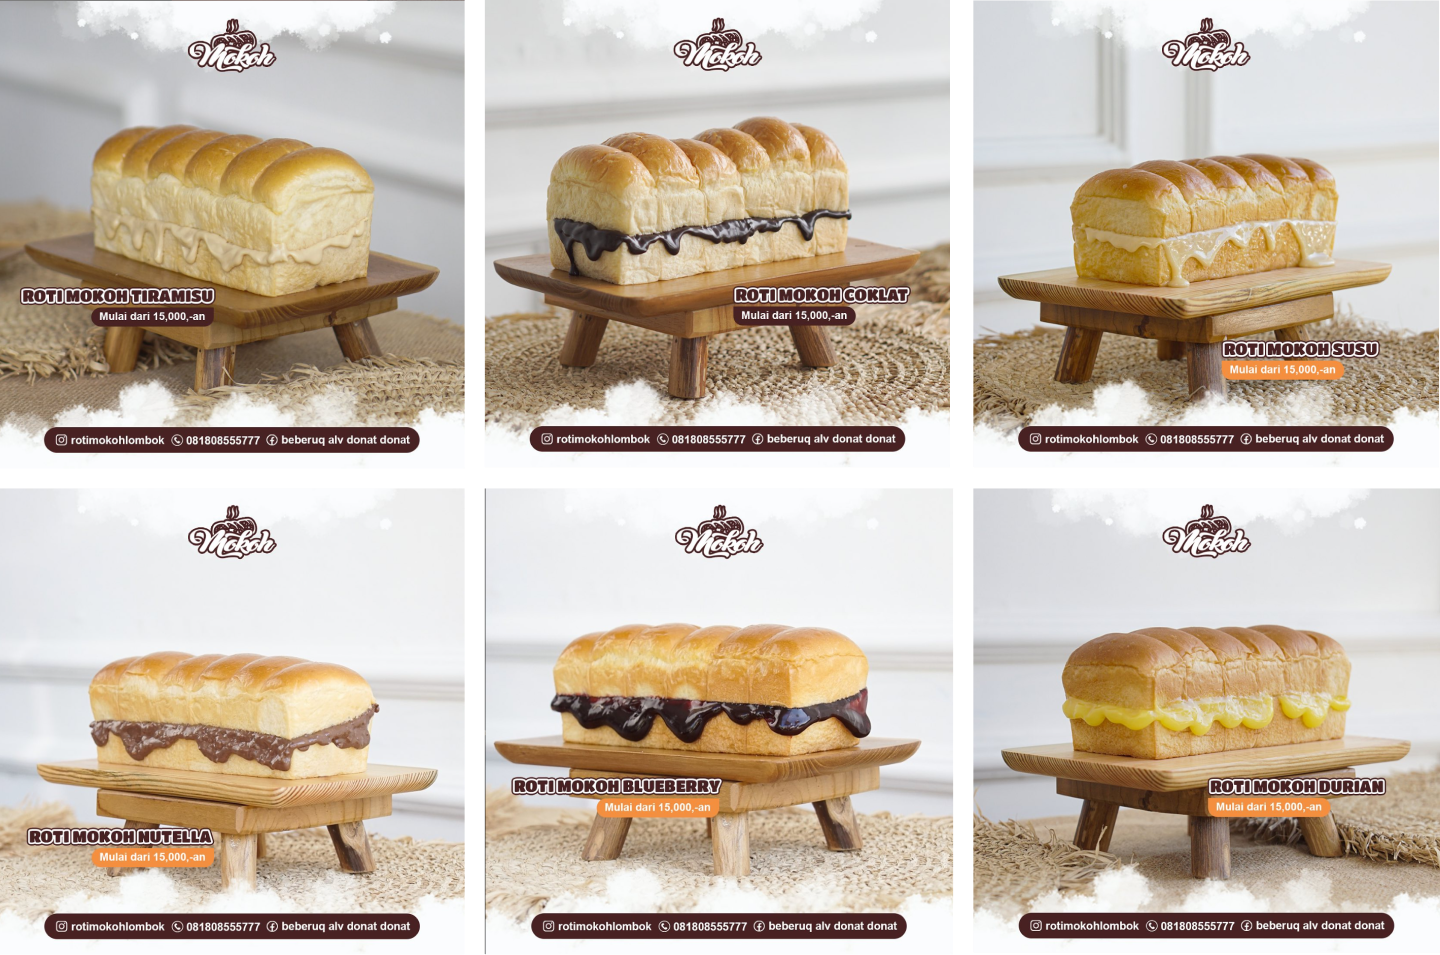 Mokoh
ROTI MOKOH TIRAMISU
Mulai dari 15,000,-an
rotimokohlombok 081808555777 beberuq alv donat donat
Mokoh
ROTI MOKOH COKLAT
Mulai dari 15,000,-an
rotimokohlombok 081808555777 beberuq alv donat donat
Mokoh
ROTI MOKOH SUSU
Mulai dari 15,000,-an
rotimokohlombok 081808555777 beberuq alv donat donat
Mokoh
ROTI MOKOH NUTELLA
Mulai dari 15,000,-an
rotimokohlombok 081808555777 beberuq alv donat donat
Mokoh
ROTI MOKOH BLUEBERRY
Mulai dari 15,000,-an
rotimokohlombok 081808555777 beberuq alv donat donat
Mokoh
ROTI MOKOH DURIAN
Mulai dari 15,000,-an
rotimokohlombok 081808555777 beberuq alv donat donat